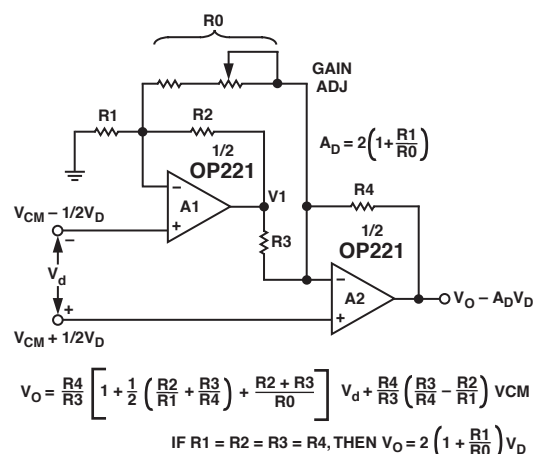 R0
GAIN
ADJ
R1
R2
A_D = 2(1+R1/R0)
1/2
OP221
R4
V_CM − 1/2V_D
−
A1
+
V1
R3
1/2
OP221
V_d
−
A2
+
V_O − A_DV_D
+
V_CM + 1/2V_D
V_O = R4/R3 [1 + 1/2 (R2/R1 + R3/R4) + (R2 + R3)/R0] V_d + R4/R3 (R3/R4 − R2/R1) VCM
IF R1 = R2 = R3 = R4, THEN V_O = 2 (1 + R1/R0) V_D